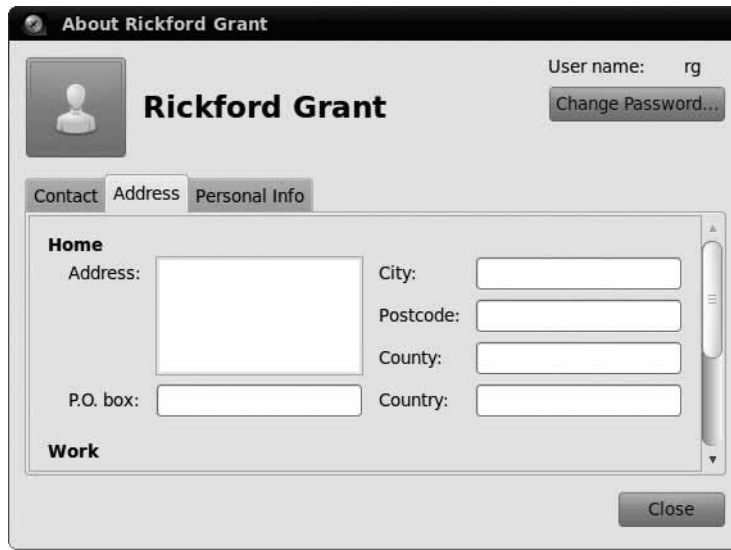 About Rickford Grant
User name: rg
Rickford Grant
Change Password...
Contact Address Personal Info
Home
Address:
City:
Postcode:
County:
P.O. box:
Country:
Work
Close